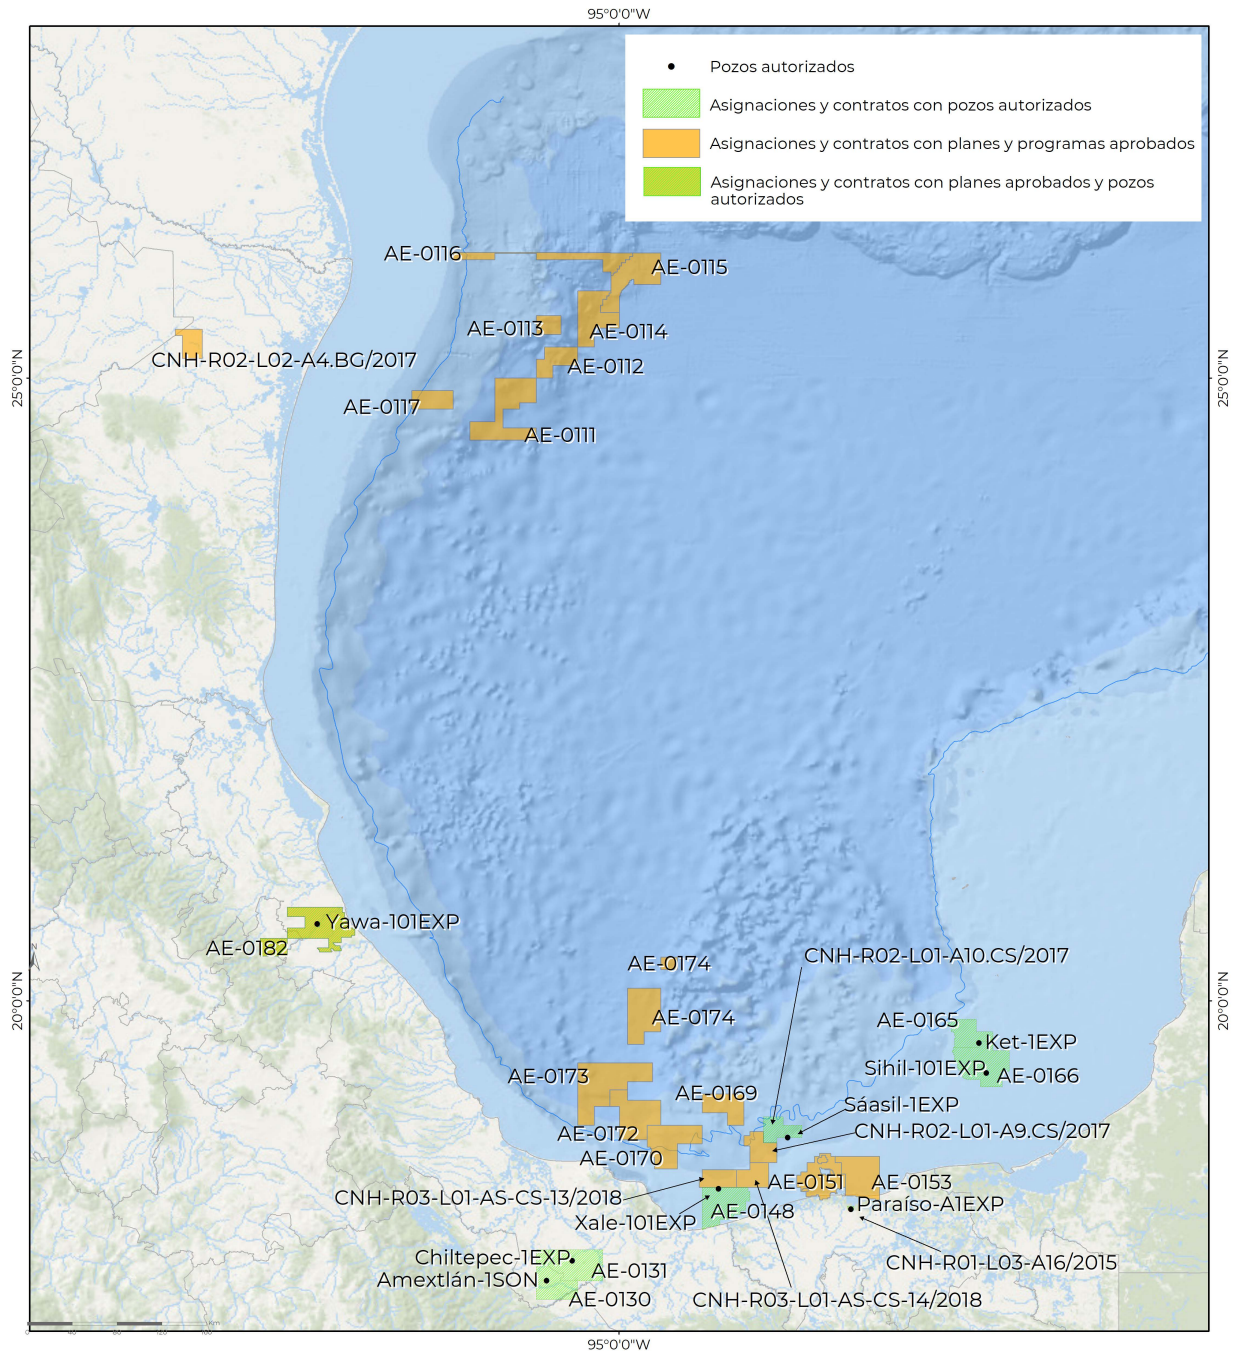 95°0'0"W
Pozos autorizados
Asignaciones y contratos con pozos autorizados
Asignaciones y contratos con planes y programas aprobados
Asignaciones y contratos con planes aprobados y pozos
autorizados
AE-0116
AE-0115
AE-0113
AE-0114
CNH-R02-L02-A4.BG/2017
AE-0112
25°0'0"N
25°0'0"N
AE-0117
AE-0111
Yawa-101EXP
AE-0182
N
CNH-R02-L01-A10.CS/2017
AE-0174
20°0'0"N
20°0'0"N
AE-0174
AE-0165
Ket-1EXP
Sihil-101EXP
AE-0166
AE-0173
AE-0169
Sáasil-1EXP
AE-0172
CNH-R02-L01-A9.CS/2017
AE-0170
AE-0151
AE-0153
CNH-R03-L01-AS-CS-13/2018
Paraíso-A1EXP
AE-0148
Xale-101EXP
Chiltepec-1EXP
CNH-R01-L03-A16/2015
AE-0131
Amextlán-1SON
AE-0130
CNH-R03-L01-AS-CS-14/2018
Km
95°0'0"W